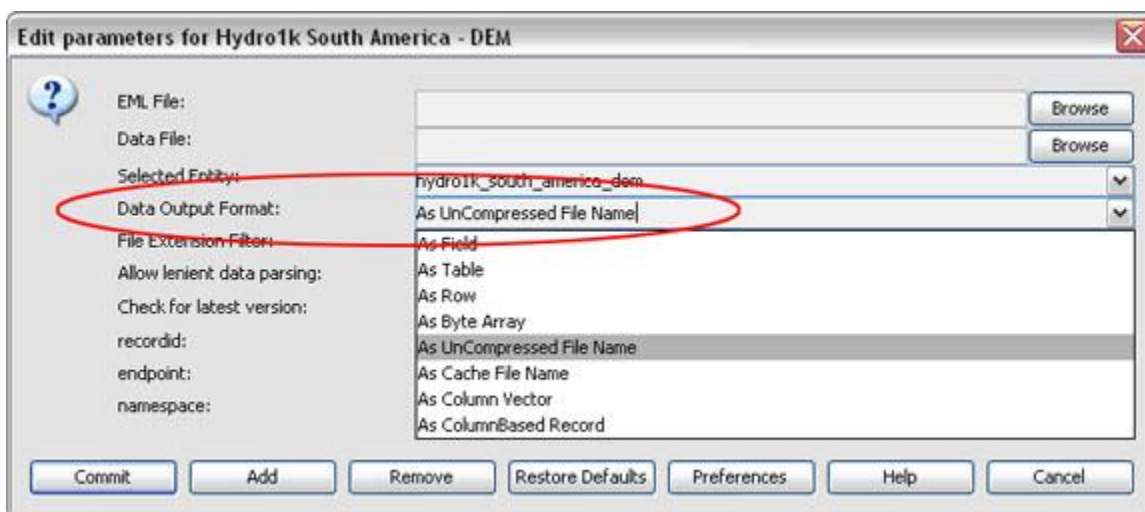 Edit parameters for Hydro1k South America - DEM
EML File:
Browse
Data File:
Browse
Selected Entity:
hydro1k_south_america_dem
Data Output Format:
As UnCompressed File Name
File Extension Filter:
As Field
Allow lenient data parsing:
As Table
As Row
Check for latest version:
As Byte Array
recordid:
As UnCompressed File Name
endpoint:
As Cache File Name
namespace:
As Column Vector
As ColumnBased Record
Commit
Add
Remove
Restore Defaults
Preferences
Help
Cancel